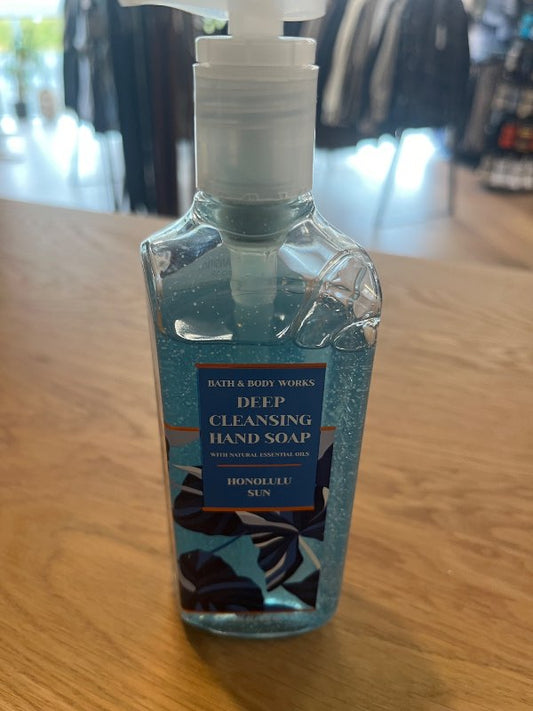 BATH & BODY WORKS
DEEP
CLEANSING
HAND SOAP
WITH NATURAL ESSENTIAL OILS
HONOLULU
SUN